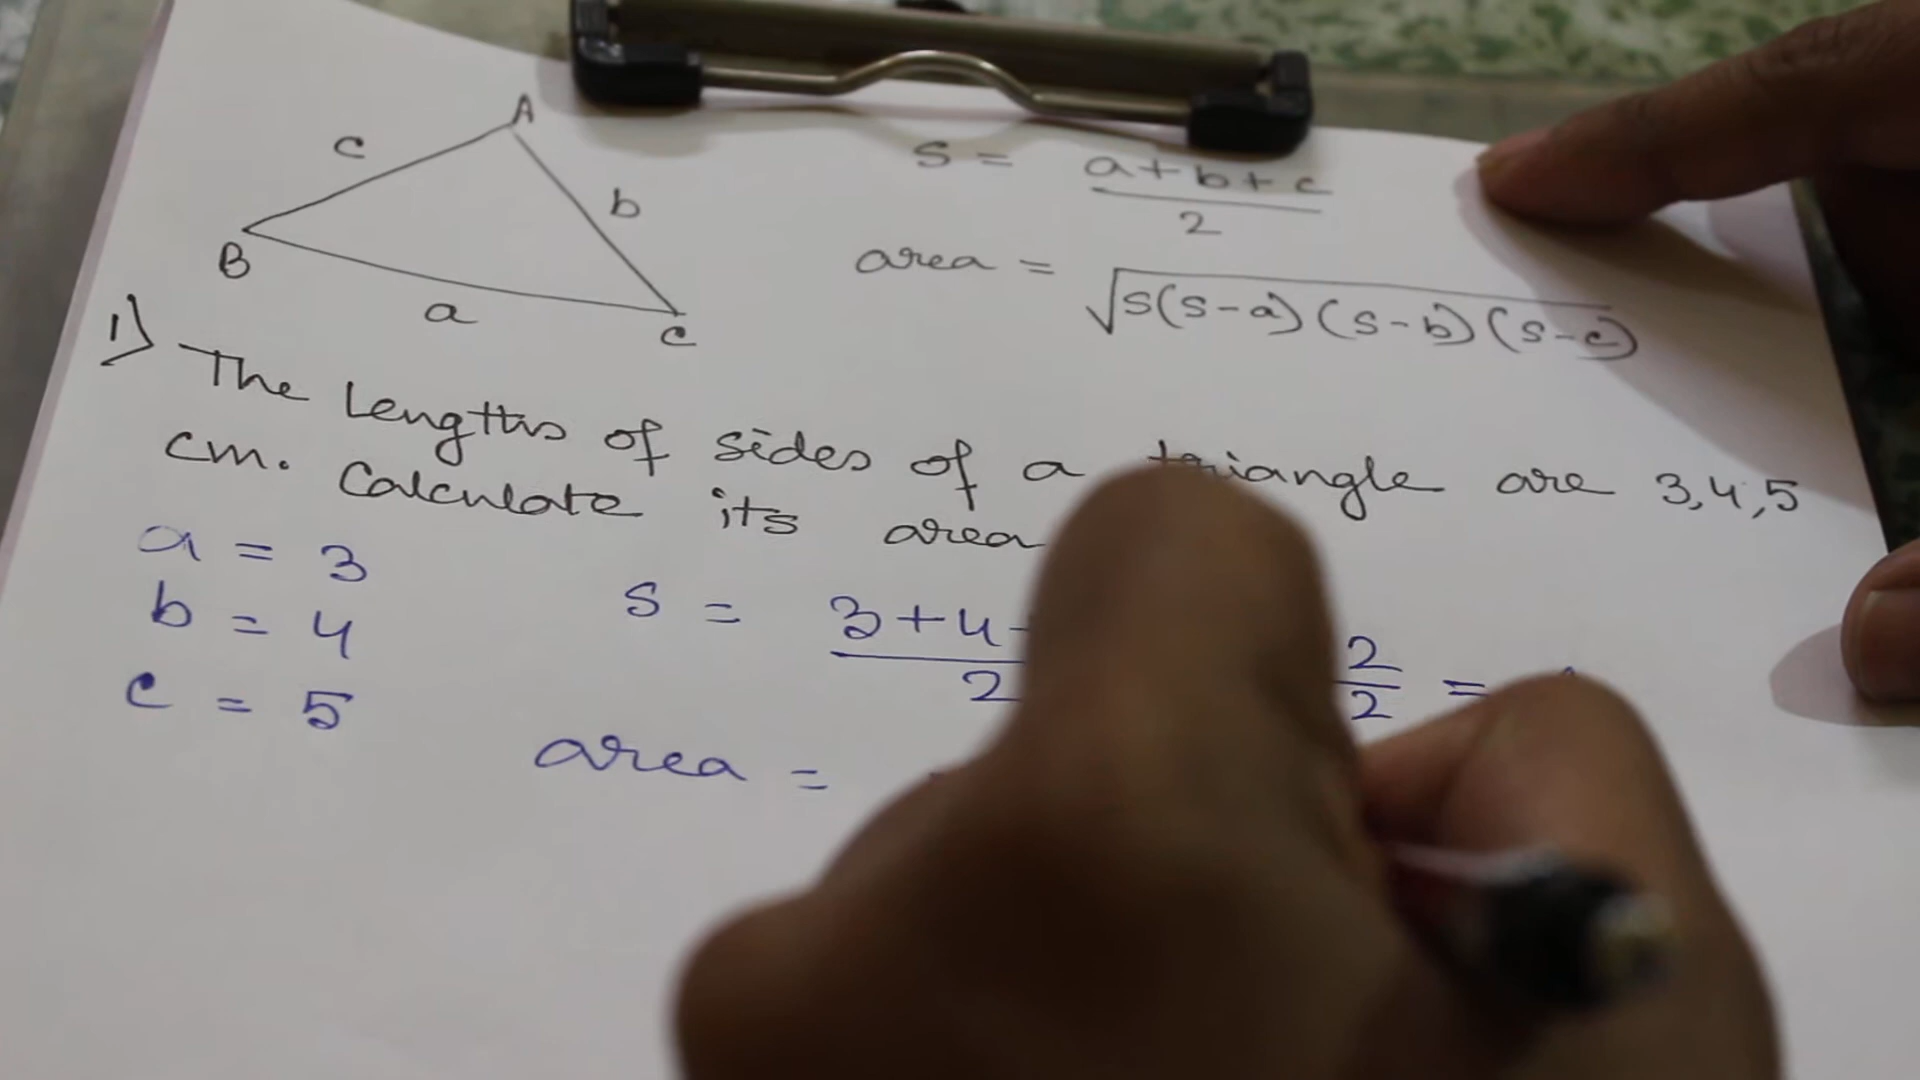 A
c
b
B
a
C
s = a+b+c
2
area = √s(s-a)(s-b)(s-c)
1) The Lengths of sides of a triangle are 3,4,5
cm. Calculate its area
a = 3
b = 4
c = 5
s = 3+4
2
2
2
=
area =